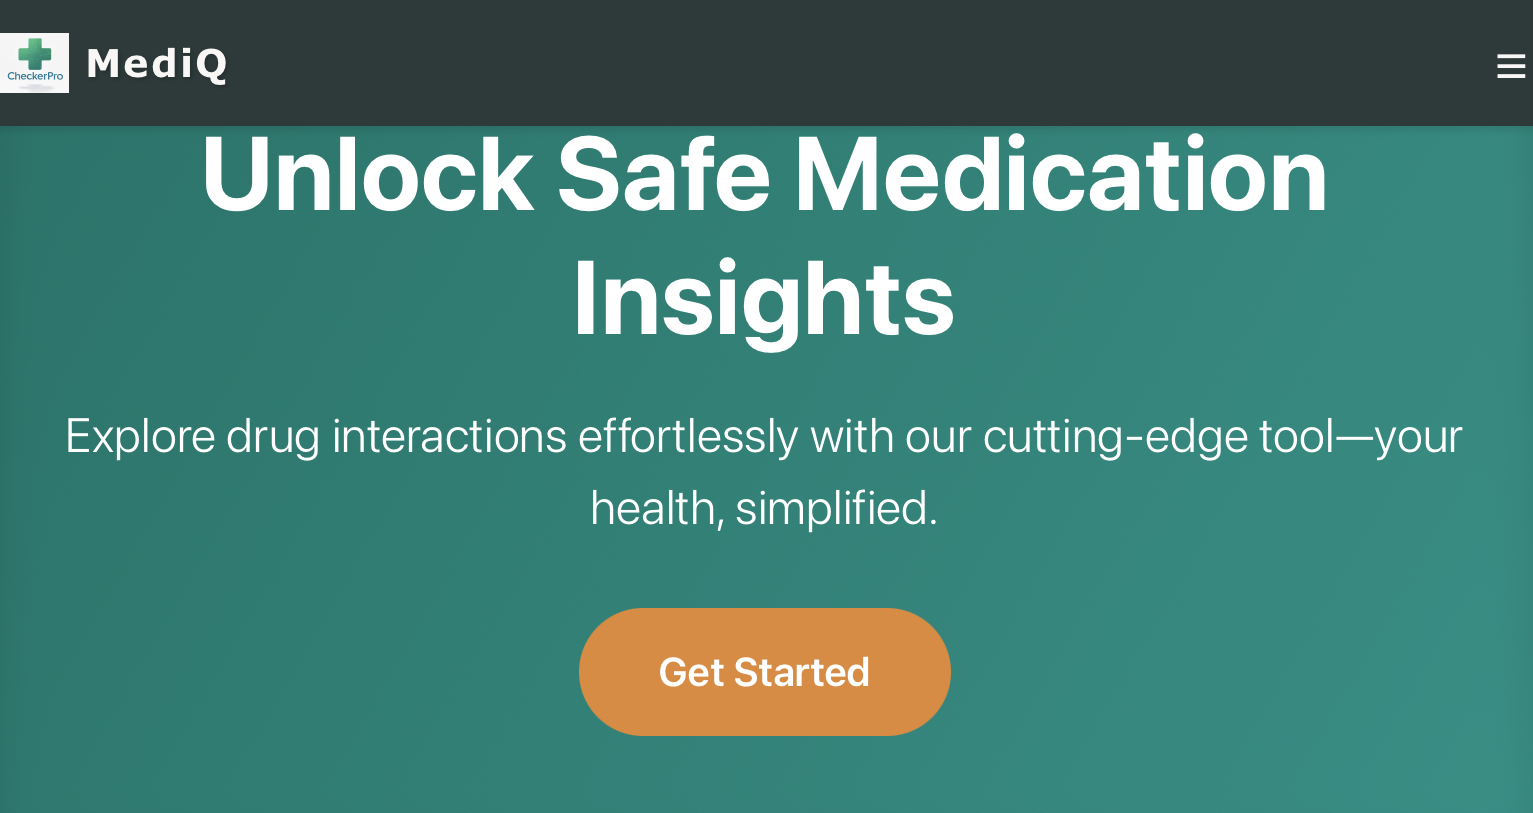 CheckerPro
MediQ
Unlock Safe Medication
Insights
Explore drug interactions effortlessly with our cutting-edge tool—your
health, simplified.
Get Started